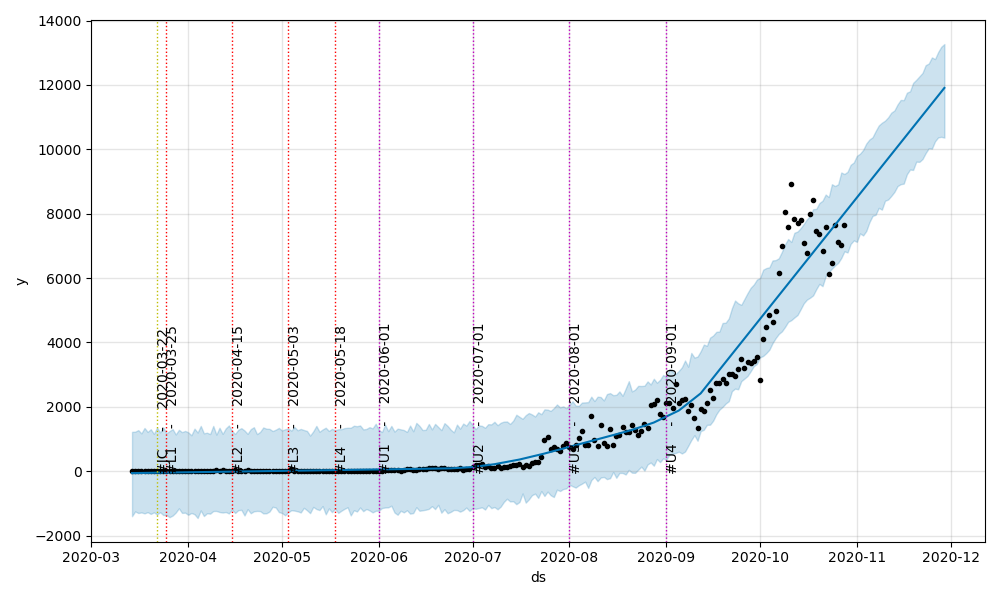 14000
12000
10000
8000
6000
4000
2000
0
−2000
y
#JC - 2020-03-22
#L1 - 2020-03-25
#L2 - 2020-04-15
#L3 - 2020-05-03
#L4 - 2020-05-18
#U1 - 2020-06-01
#U2 - 2020-07-01
#U3 - 2020-08-01
#U4 - 2020-09-01
2020-03 2020-04 2020-05 2020-06 2020-07 2020-08 2020-09 2020-10 2020-11 2020-12
ds